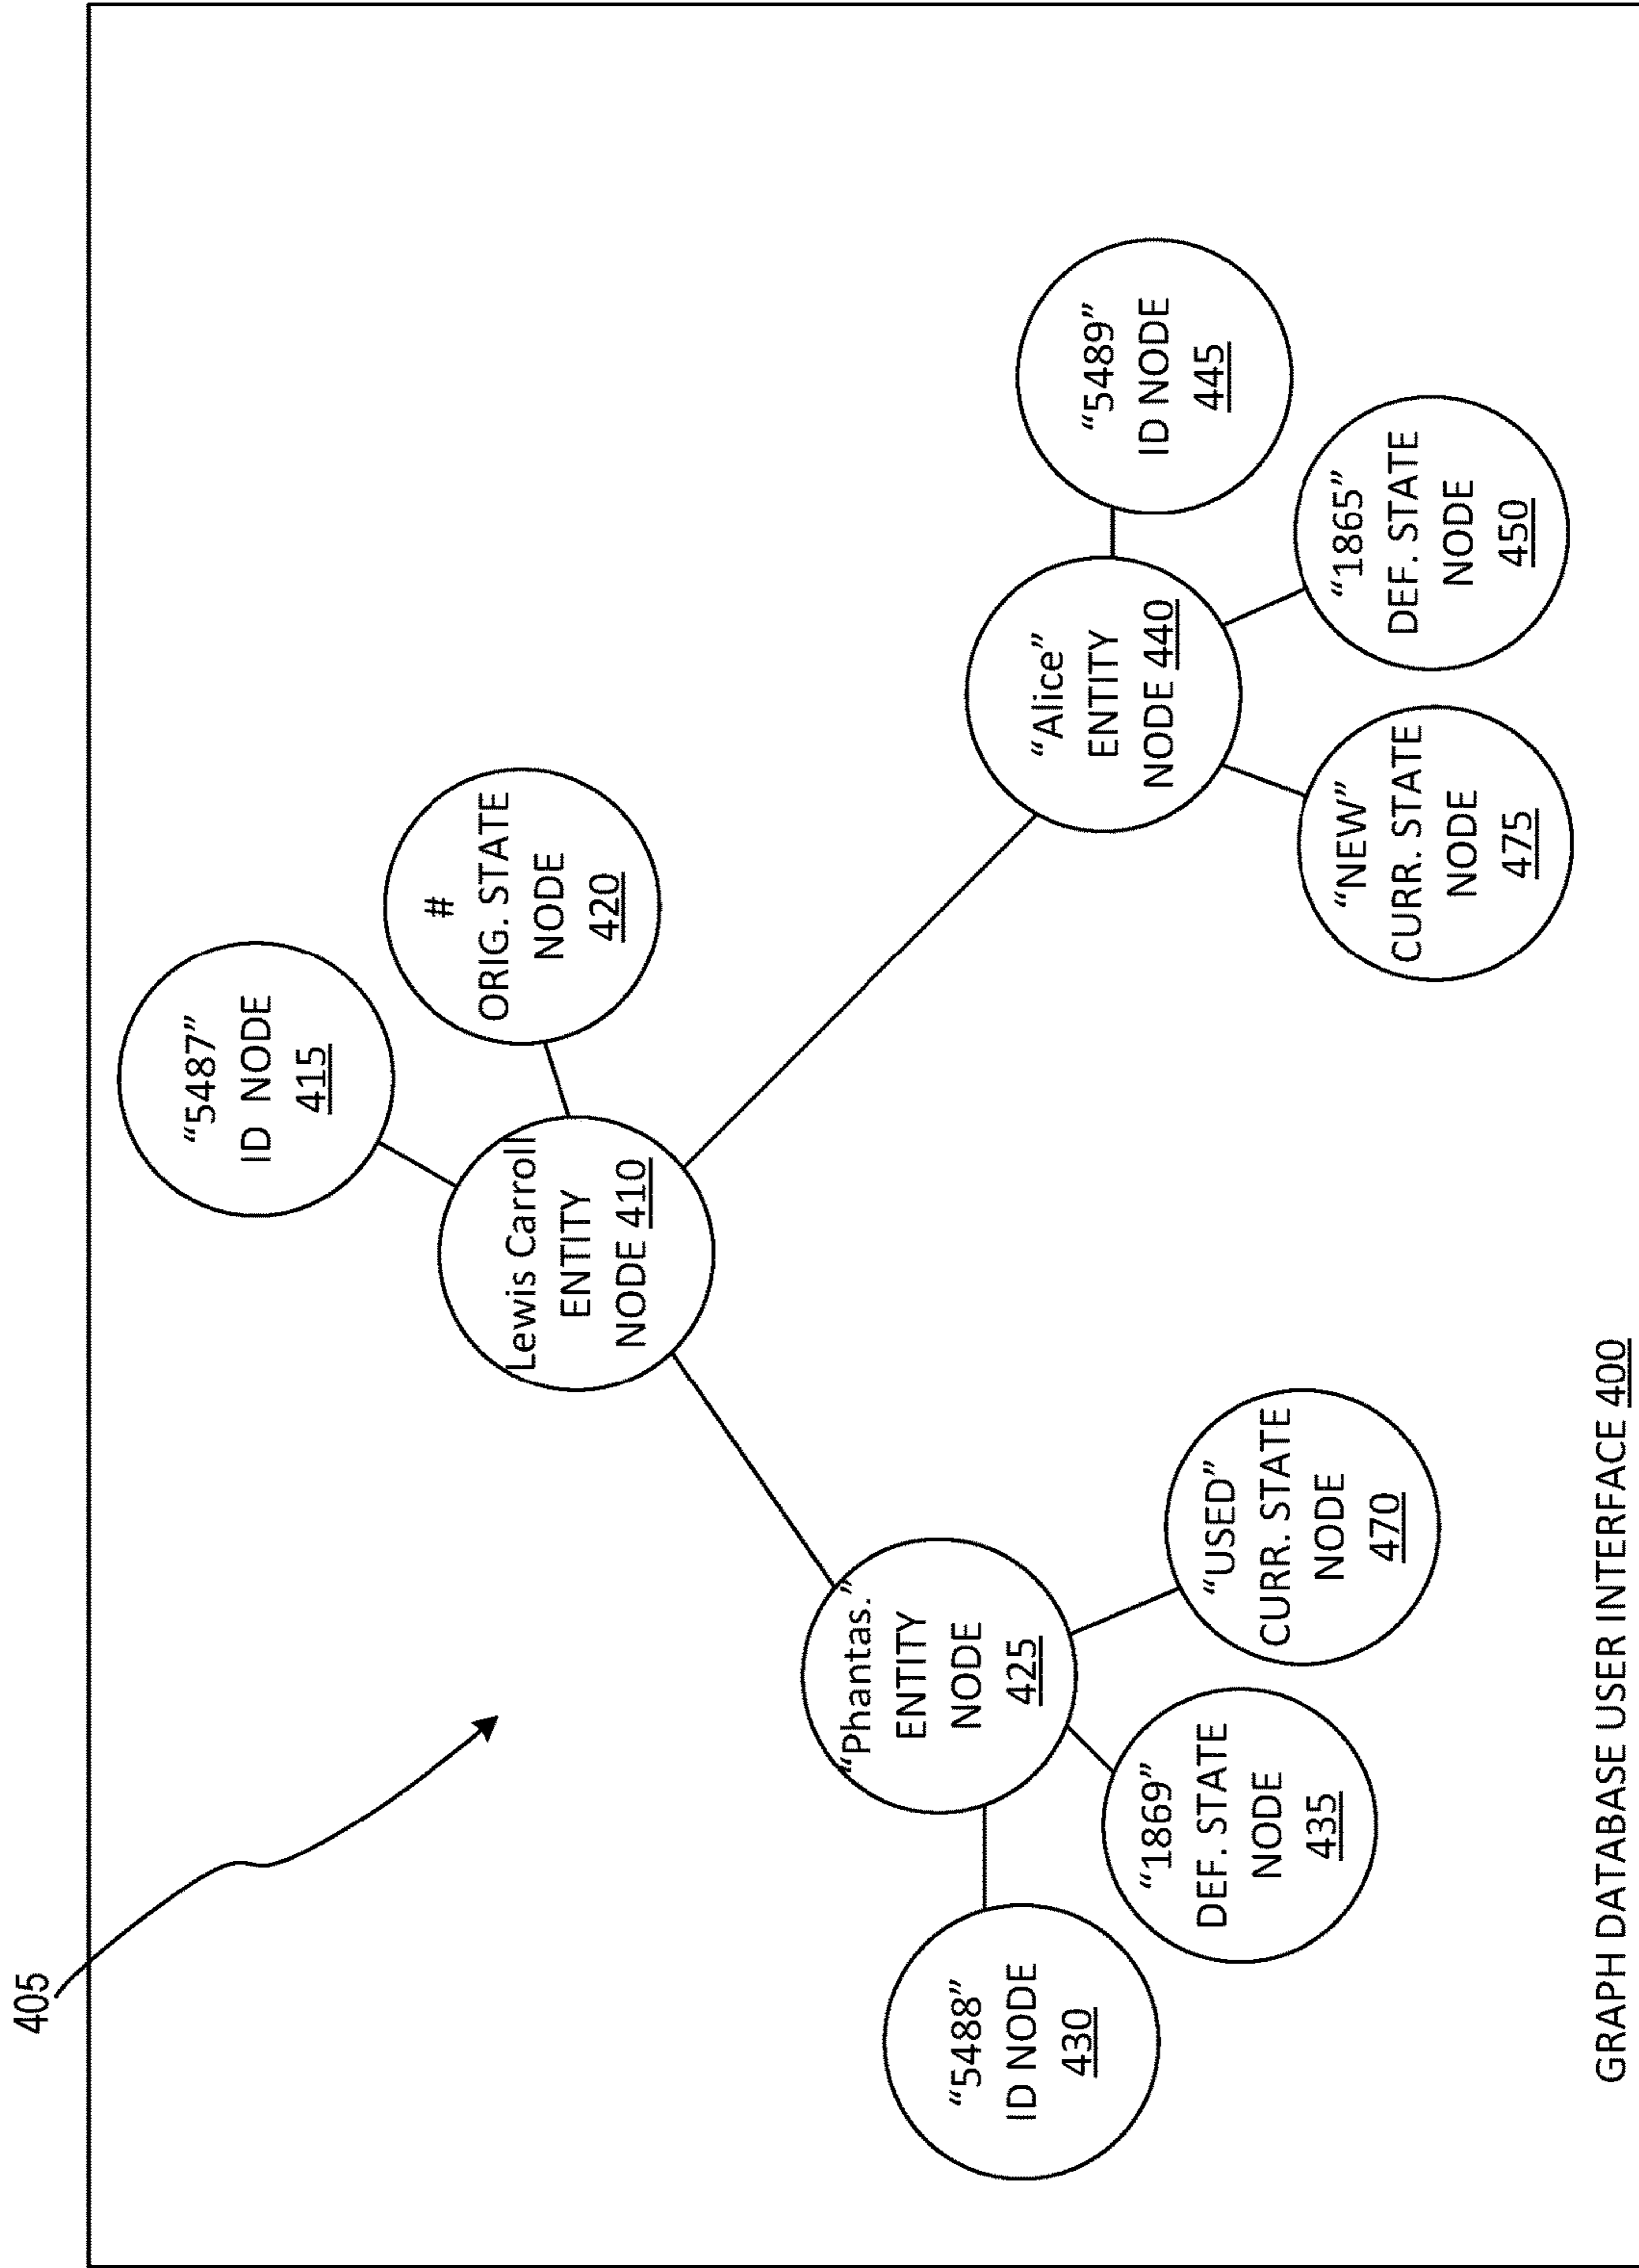 405
“5487”
ID NODE
415
#
ORIG. STATE
NODE
420
Lewis Carroll
ENTITY
NODE 410
“Phantas.”
ENTITY
NODE
425
“5488”
ID NODE
430
“1869”
DEF. STATE
NODE
435
“USED”
CURR. STATE
NODE
470
“Alice”
ENTITY
NODE 440
“5489”
ID NODE
445
“NEW”
CURR. STATE
NODE
475
“1865”
DEF. STATE
NODE
450
GRAPH DATABASE USER INTERFACE 400